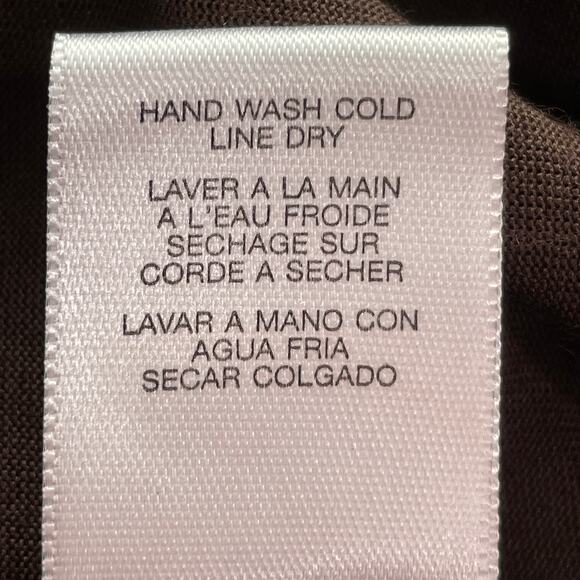 HAND WASH COLD
LINE DRY
LAVER A LA MAIN
A L'EAU FROIDE
SECHAGE SUR
CORDE A SECHER
LAVAR A MANO CON
AGUA FRIA
SECAR COLGADO